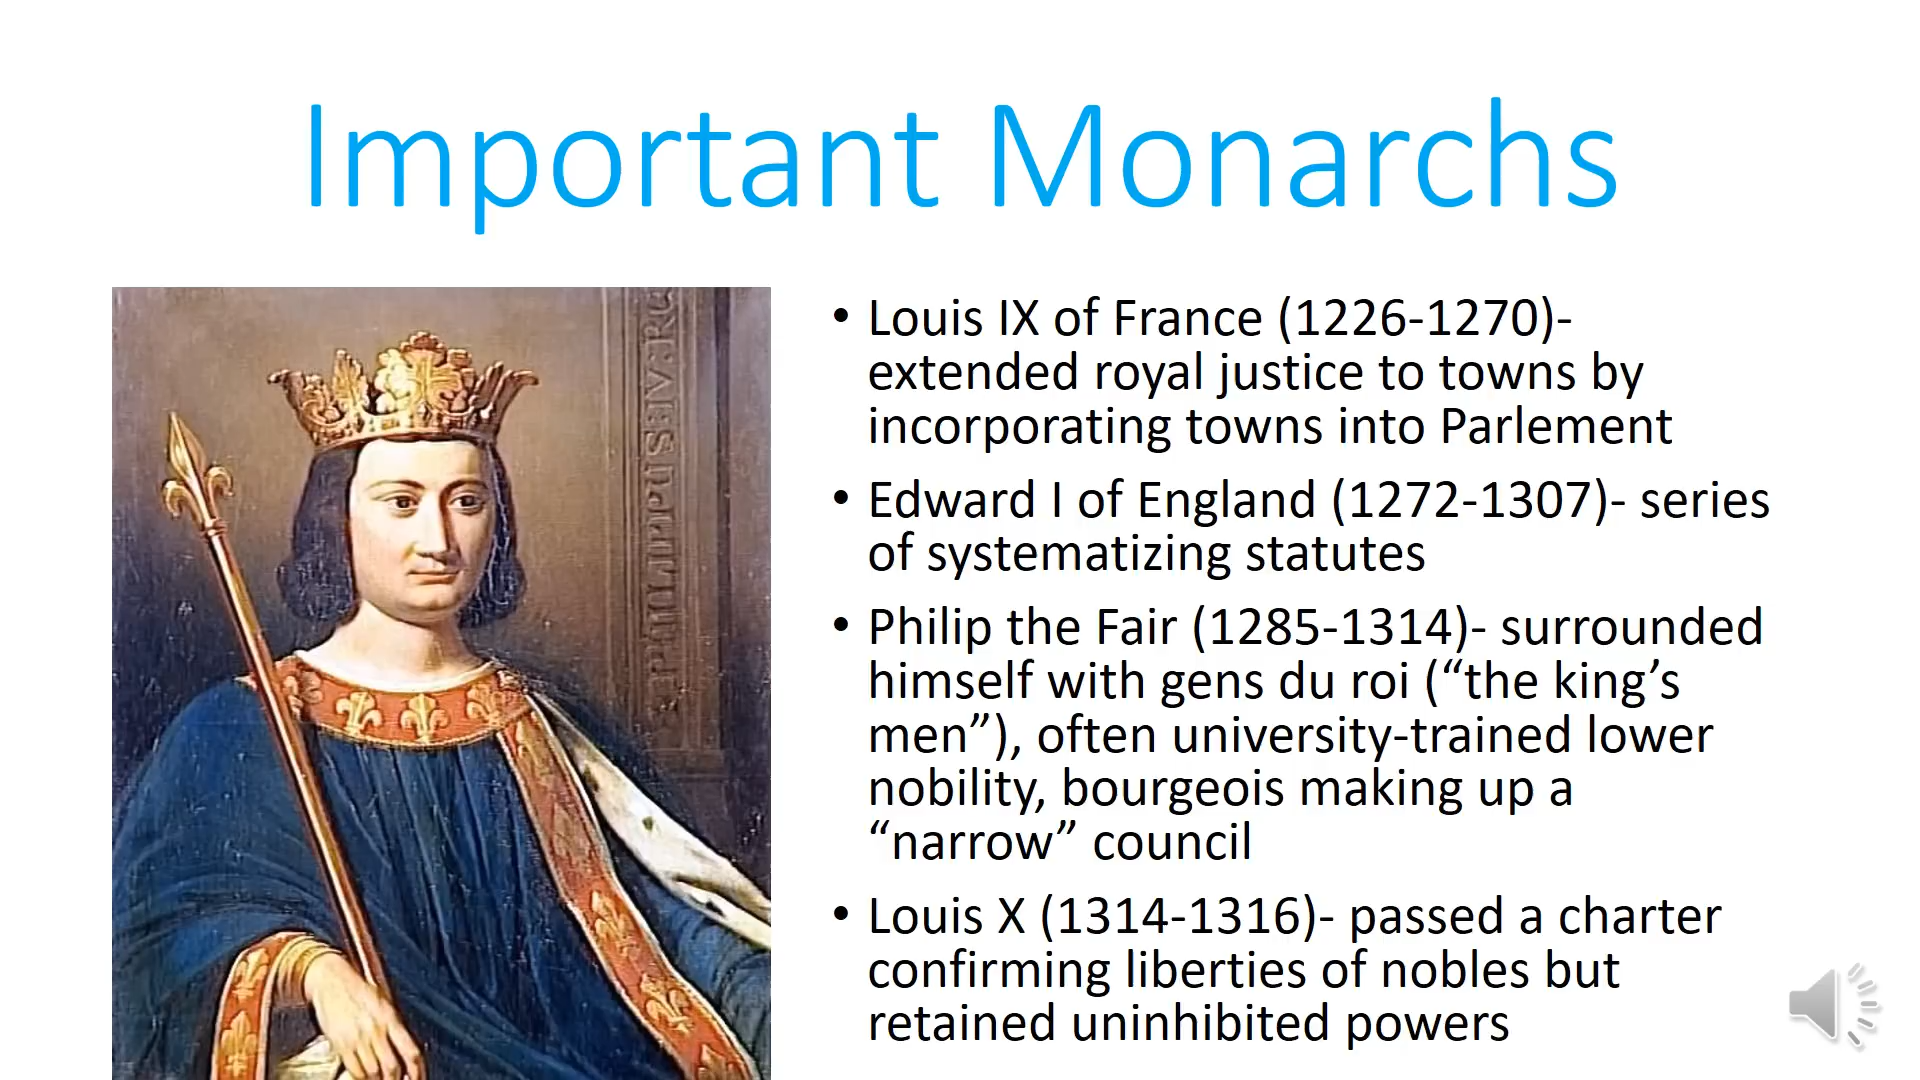 Important Monarchs
• Louis IX of France (1226-1270)-
extended royal justice to towns by
incorporating towns into Parlement
• Edward I of England (1272-1307)- series
of systematizing statutes
• Philip the Fair (1285-1314)- surrounded
himself with gens du roi (“the king’s
men”), often university-trained lower
nobility, bourgeois making up a
“narrow” council
• Louis X (1314-1316)- passed a charter
confirming liberties of nobles but
retained uninhibited powers